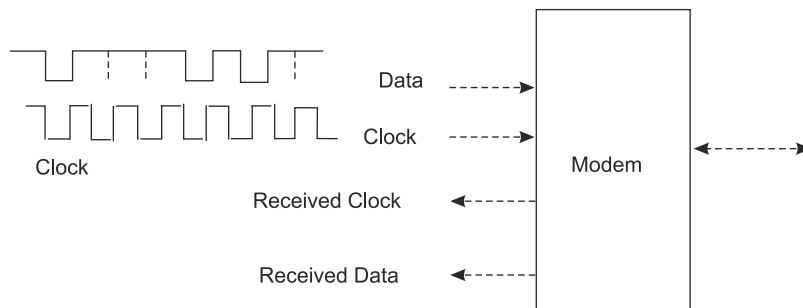 Data
Clock
Clock
Modem
Received Clock
Received Data